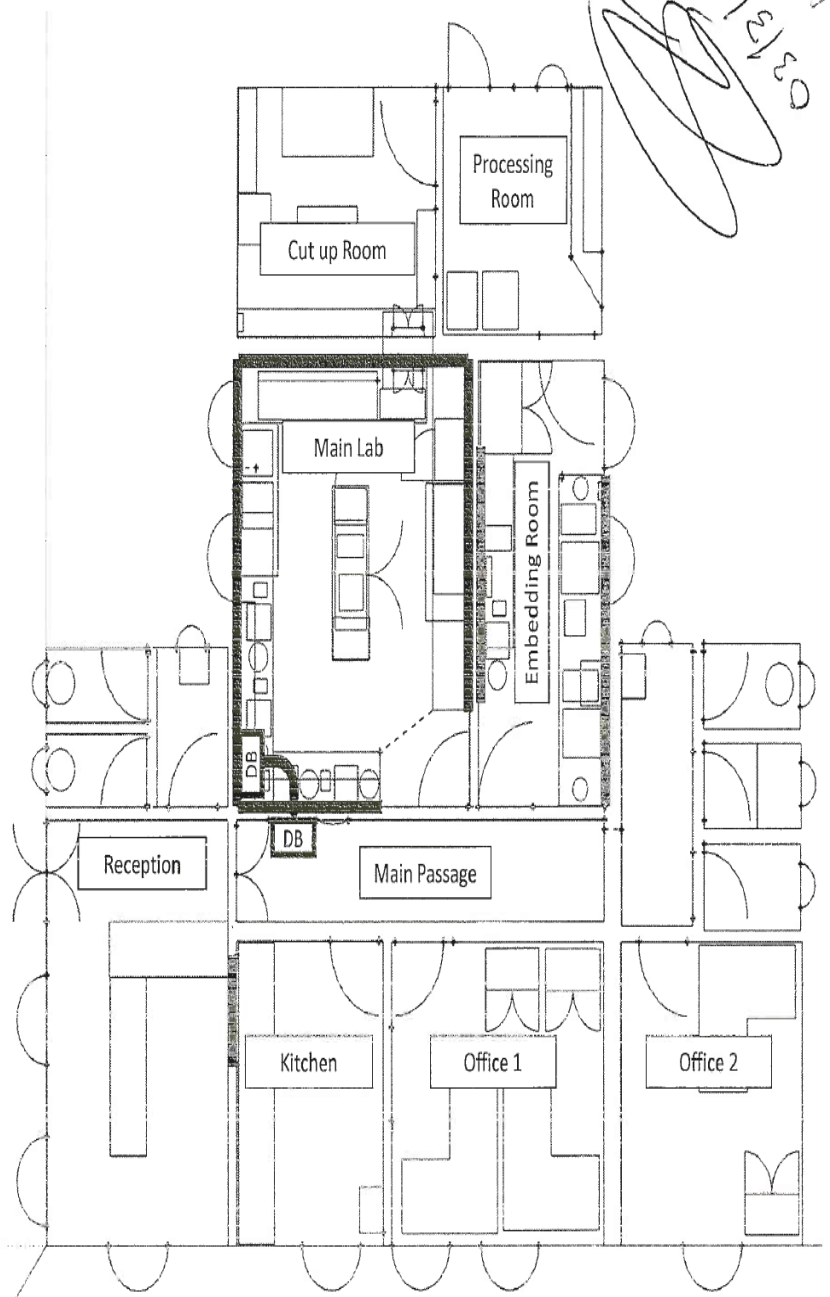 Processing
Room
Cut up Room
Main Lab
Embedding Room
DB
DB
Reception
Main Passage
Kitchen
Office 1
Office 2